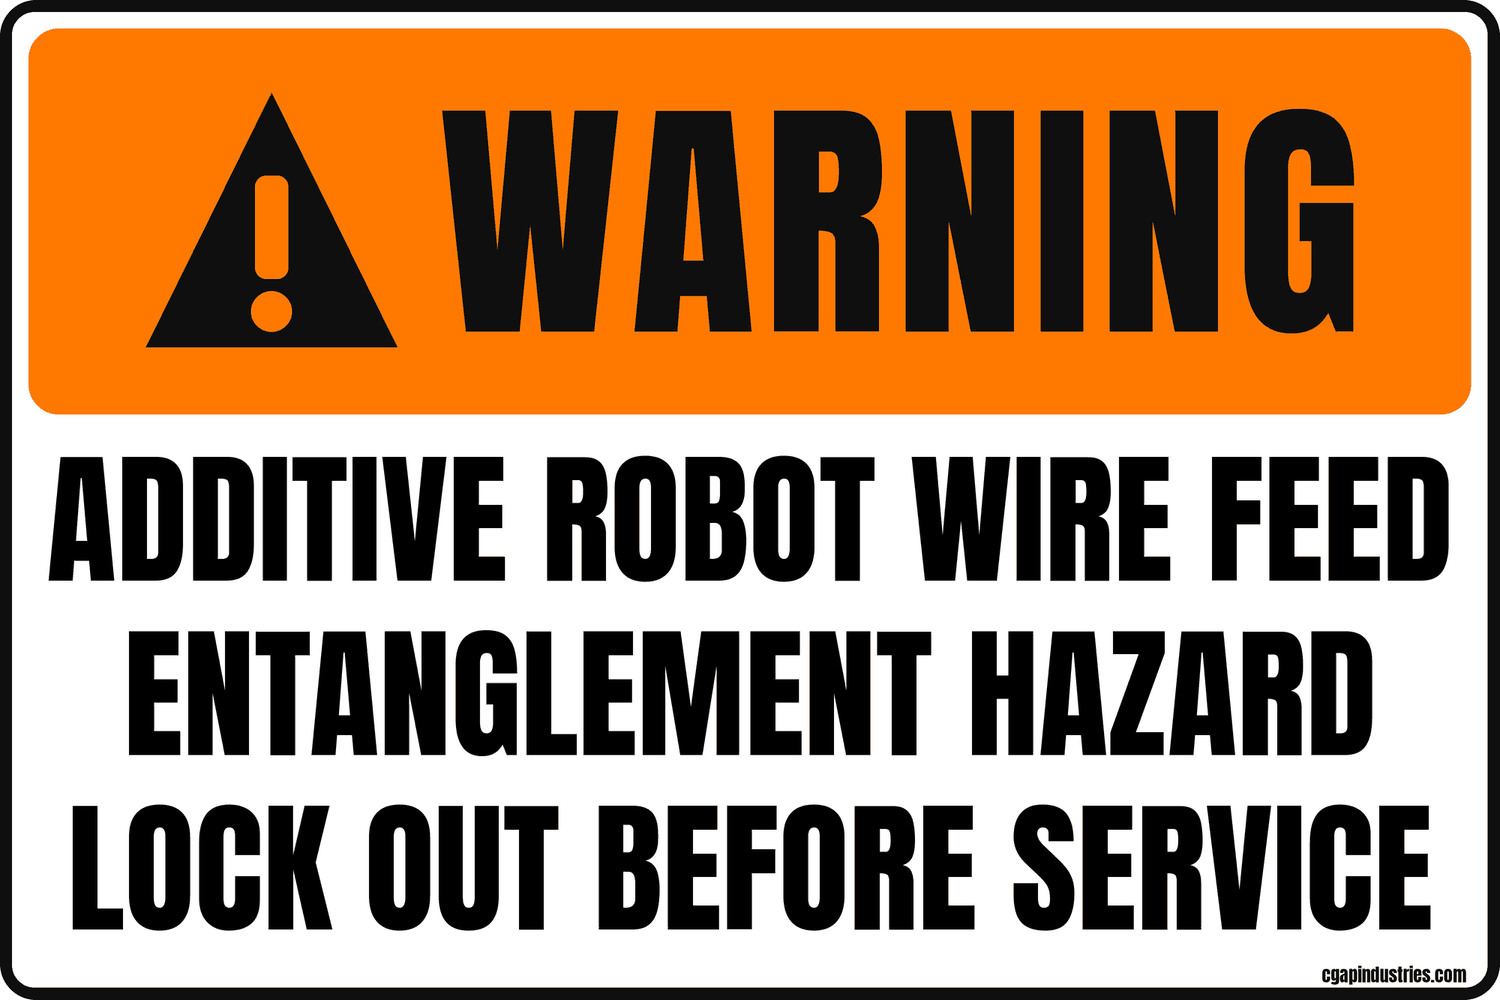 WARNING
ADDITIVE ROBOT WIRE FEED
ENTANGLEMENT HAZARD
LOCK OUT BEFORE SERVICE
cgapindustries.com